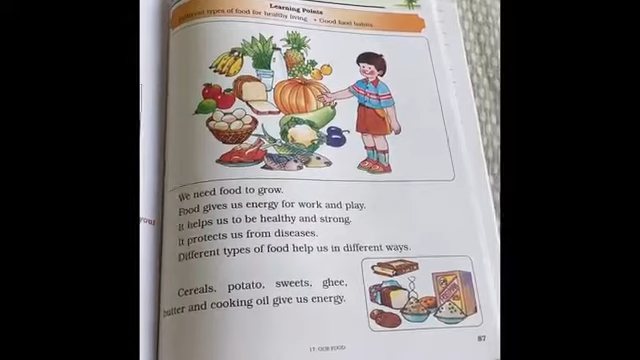 Learning Points
Different types of food for healthy living • Good food habits
We need food to grow.
Food gives us energy for work and play.
It helps us to be healthy and strong.
It protects us from diseases.
Different types of food help us in different ways.
Cereals, potato, sweets, ghee,
butter and cooking oil give us energy.
17: OUR FOOD
87